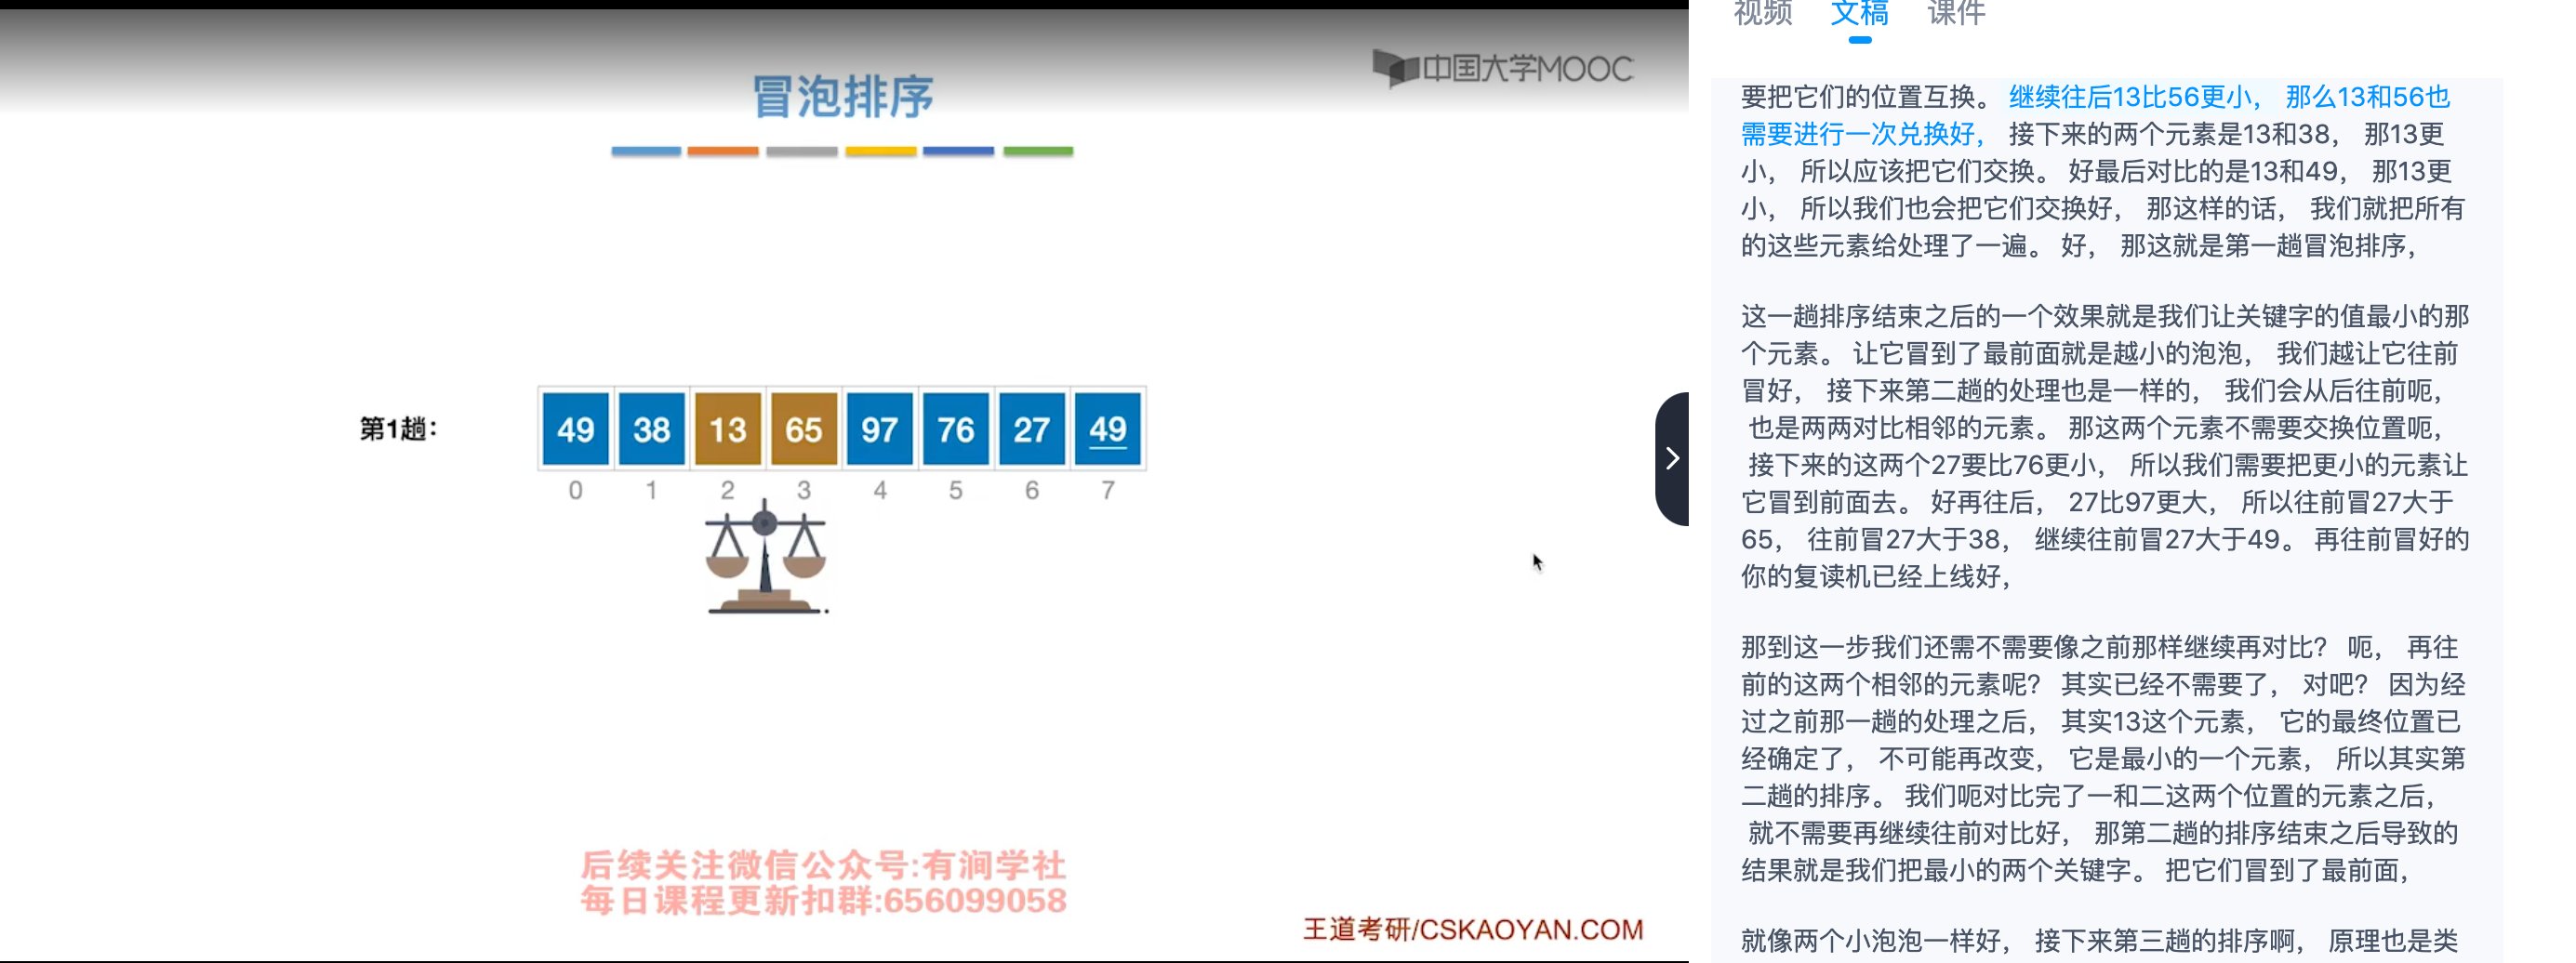 冒泡排序
中国大学MOOC
第1趟：
49 38 13 65 97 76 27 49
0 1 2 3 4 5 6 7
后续关注微信公众号:有涧学社
每日课程更新扣群:656099058
王道考研/CSKAOYAN.COM
视频 文稿 课件
要把它们的位置互换。 继续往后13比56更小， 那么13和56也
需要进行一次兑换好， 接下来的两个元素是13和38， 那13更
小， 所以应该把它们交换。 好最后对比的是13和49， 那13更
小， 所以我们也会把它们交换好， 那这样的话， 我们就把所有
的这些元素给处理了一遍。 好， 那这就是第一趟冒泡排序，
这一趟排序结束之后的一个效果就是我们让关键字的值最小的那
个元素。 让它冒到了最前面就是越小的泡泡， 我们越让它往前
冒好， 接下来第二趟的处理也是一样的， 我们会从后往前呃，
也是两两对比相邻的元素。 那这两个元素不需要交换位置呃，
接下来的这两个27要比76更小， 所以我们需要把更小的元素让
它冒到前面去。 好再往后， 27比97更大， 所以往前冒27大于
65， 往前冒27大于38， 继续往前冒27大于49。 再往前冒好的
你的复读机已经上线好，
那到这一步我们还需不需要像之前那样继续再对比？ 呃， 再往
前的这两个相邻的元素呢？ 其实已经不需要了， 对吧？ 因为经
过之前那一趟的处理之后， 其实13这个元素， 它的最终位置已
经确定了， 不可能再改变， 它是最小的一个元素， 所以其实第
二趟的排序。 我们呃对比完了一和二这两个位置的元素之后，
就不需要再继续往前对比好， 那第二趟的排序结束之后导致的
结果就是我们把最小的两个关键字。 把它们冒到了最前面，
就像两个小泡泡一样好， 接下来第三趟的排序啊， 原理也是类